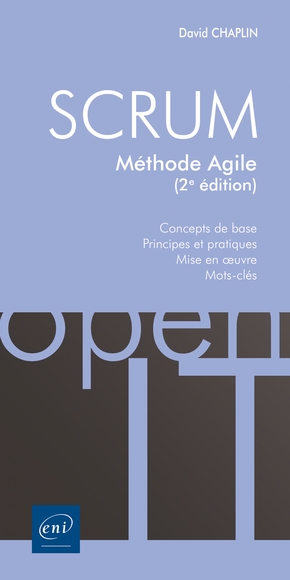 David CHAPLIN
SCRUM
Méthode Agile
(2e édition)
Concepts de base
Principes et pratiques
Mise en œuvre
Mots-clés
open
IT
eni